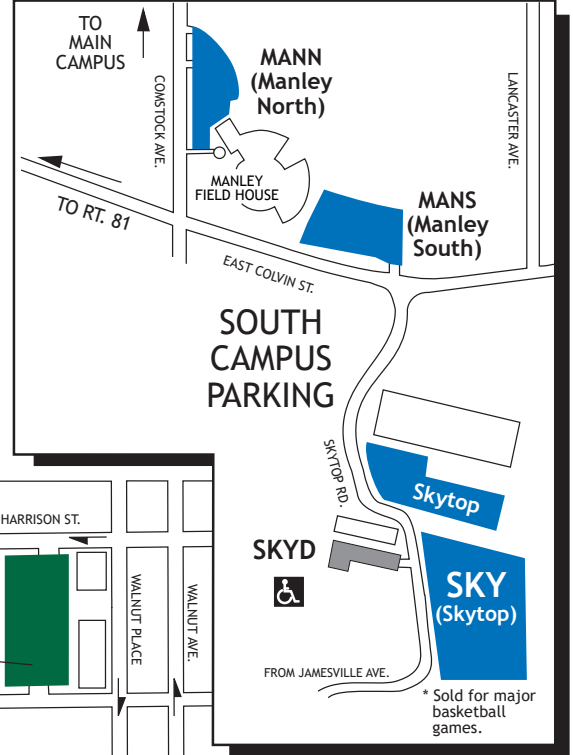 TO
MAIN
CAMPUS
COMSTOCK AVE.
MANN
(Manley
North)
LANCASTER AVE.
MANLEY
FIELD HOUSE
MANS
(Manley
South)
TO RT. 81
EAST COLVIN ST.
SOUTH
CAMPUS
PARKING
SKYTOP RD.
Skytop
HARRISON ST.
SKYD
SKY
(Skytop)
WALNUT PLACE
WALNUT AVE.
FROM JAMESVILLE AVE.
* Sold for major
basketball
games.